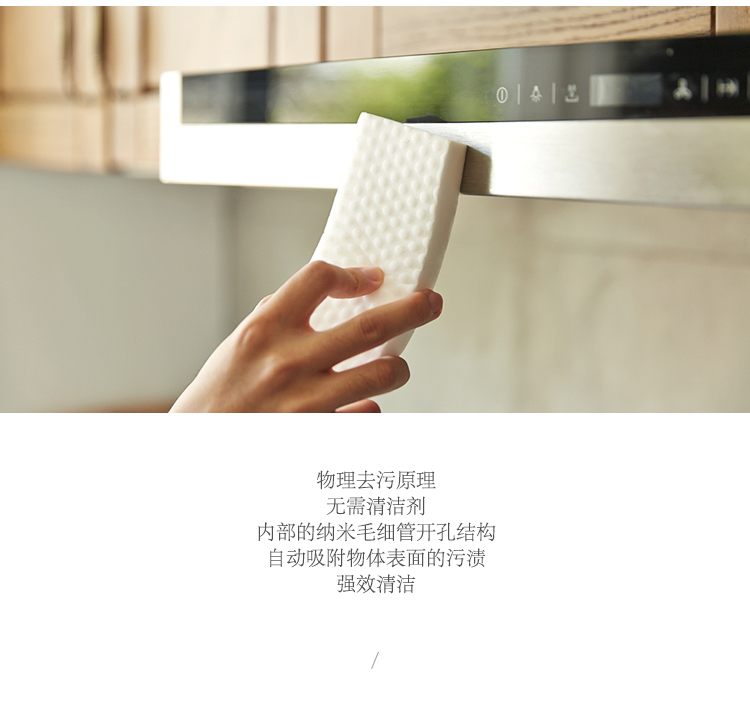 物理去污原理
无需清洁剂
内部的纳米毛细管开孔结构
自动吸附物体表面的污渍
强效清洁
/